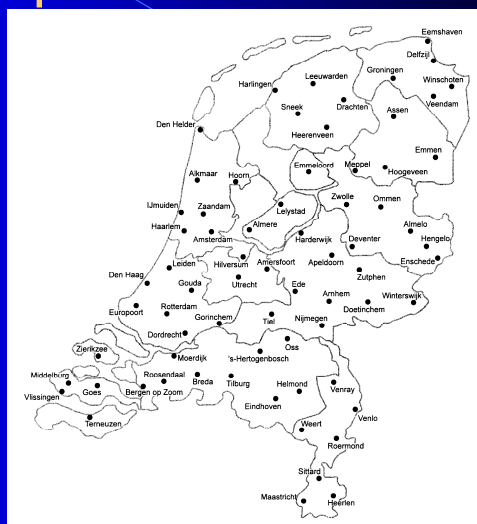 Eemshaven
Delfzijl
Groningen
Leeuwarden
Winschoten
Harlingen
Drachten
Veendam
Sneek
Assen
Den Helder
Heerenveen
Emmen
Emmeloord
Meppel
Hoogeveen
Alkmaar
Hoorn
Zwolle
Ommen
Lelystad
IJmuiden
Zaandam
Almere
Almelo
Haarlem
Amsterdam
Harderwijk
Deventer
Hengelo
Apeldoorn
Enschede
Leiden
Hilversum
Amersfoort
Den Haag
Zutphen
Gouda
Utrecht
Ede
Winterswijk
Arnhem
Europoort
Rotterdam
Doetinchem
Gorinchem
Tiel
Nijmegen
Dordrecht
Zierikzee
Oss
Moerdijk
's-Hertogenbosch
Middelburg
Roosendaal
Breda
Tilburg
Helmond
Venray
Vlissingen
Goes
Bergen op Zoom
Eindhoven
Venlo
Terneuzen
Weert
Roermond
Sittard
Maastricht
Heerlen